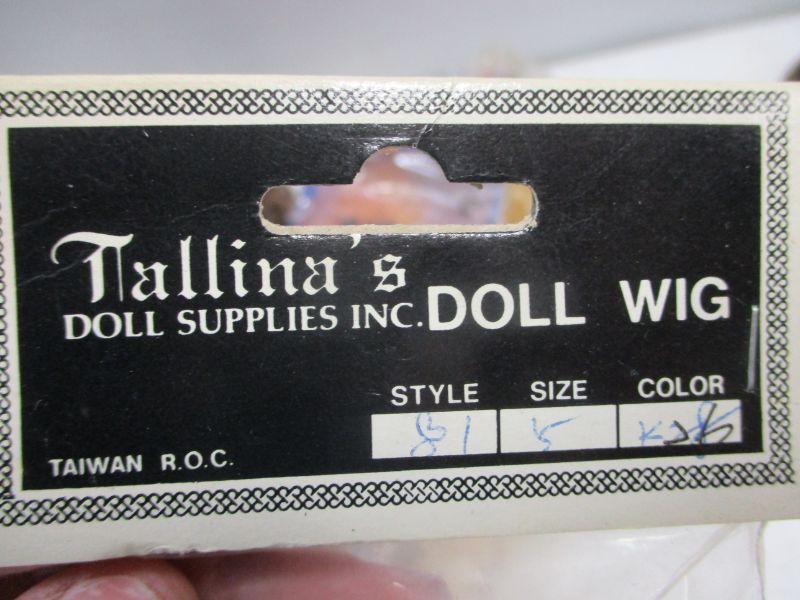 Tallina's
DOLL SUPPLIES INC. DOLL WIG
STYLE SIZE COLOR
81 5
TAIWAN R.O.C.